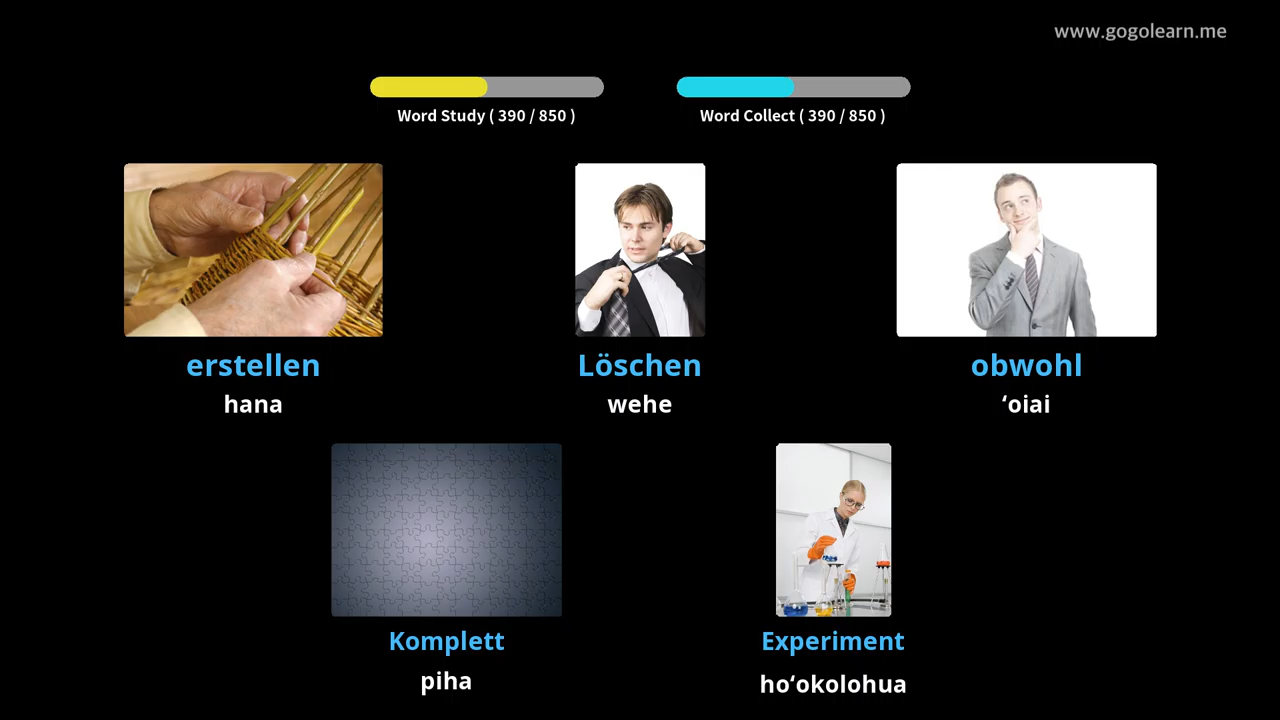 www.gogolearn.me
Word Study ( 390 / 850 )
Word Collect ( 390 / 850 )
erstellen
hana
Löschen
wehe
obwohl
ʻoiai
Komplett
piha
Experiment
hoʻokolohua